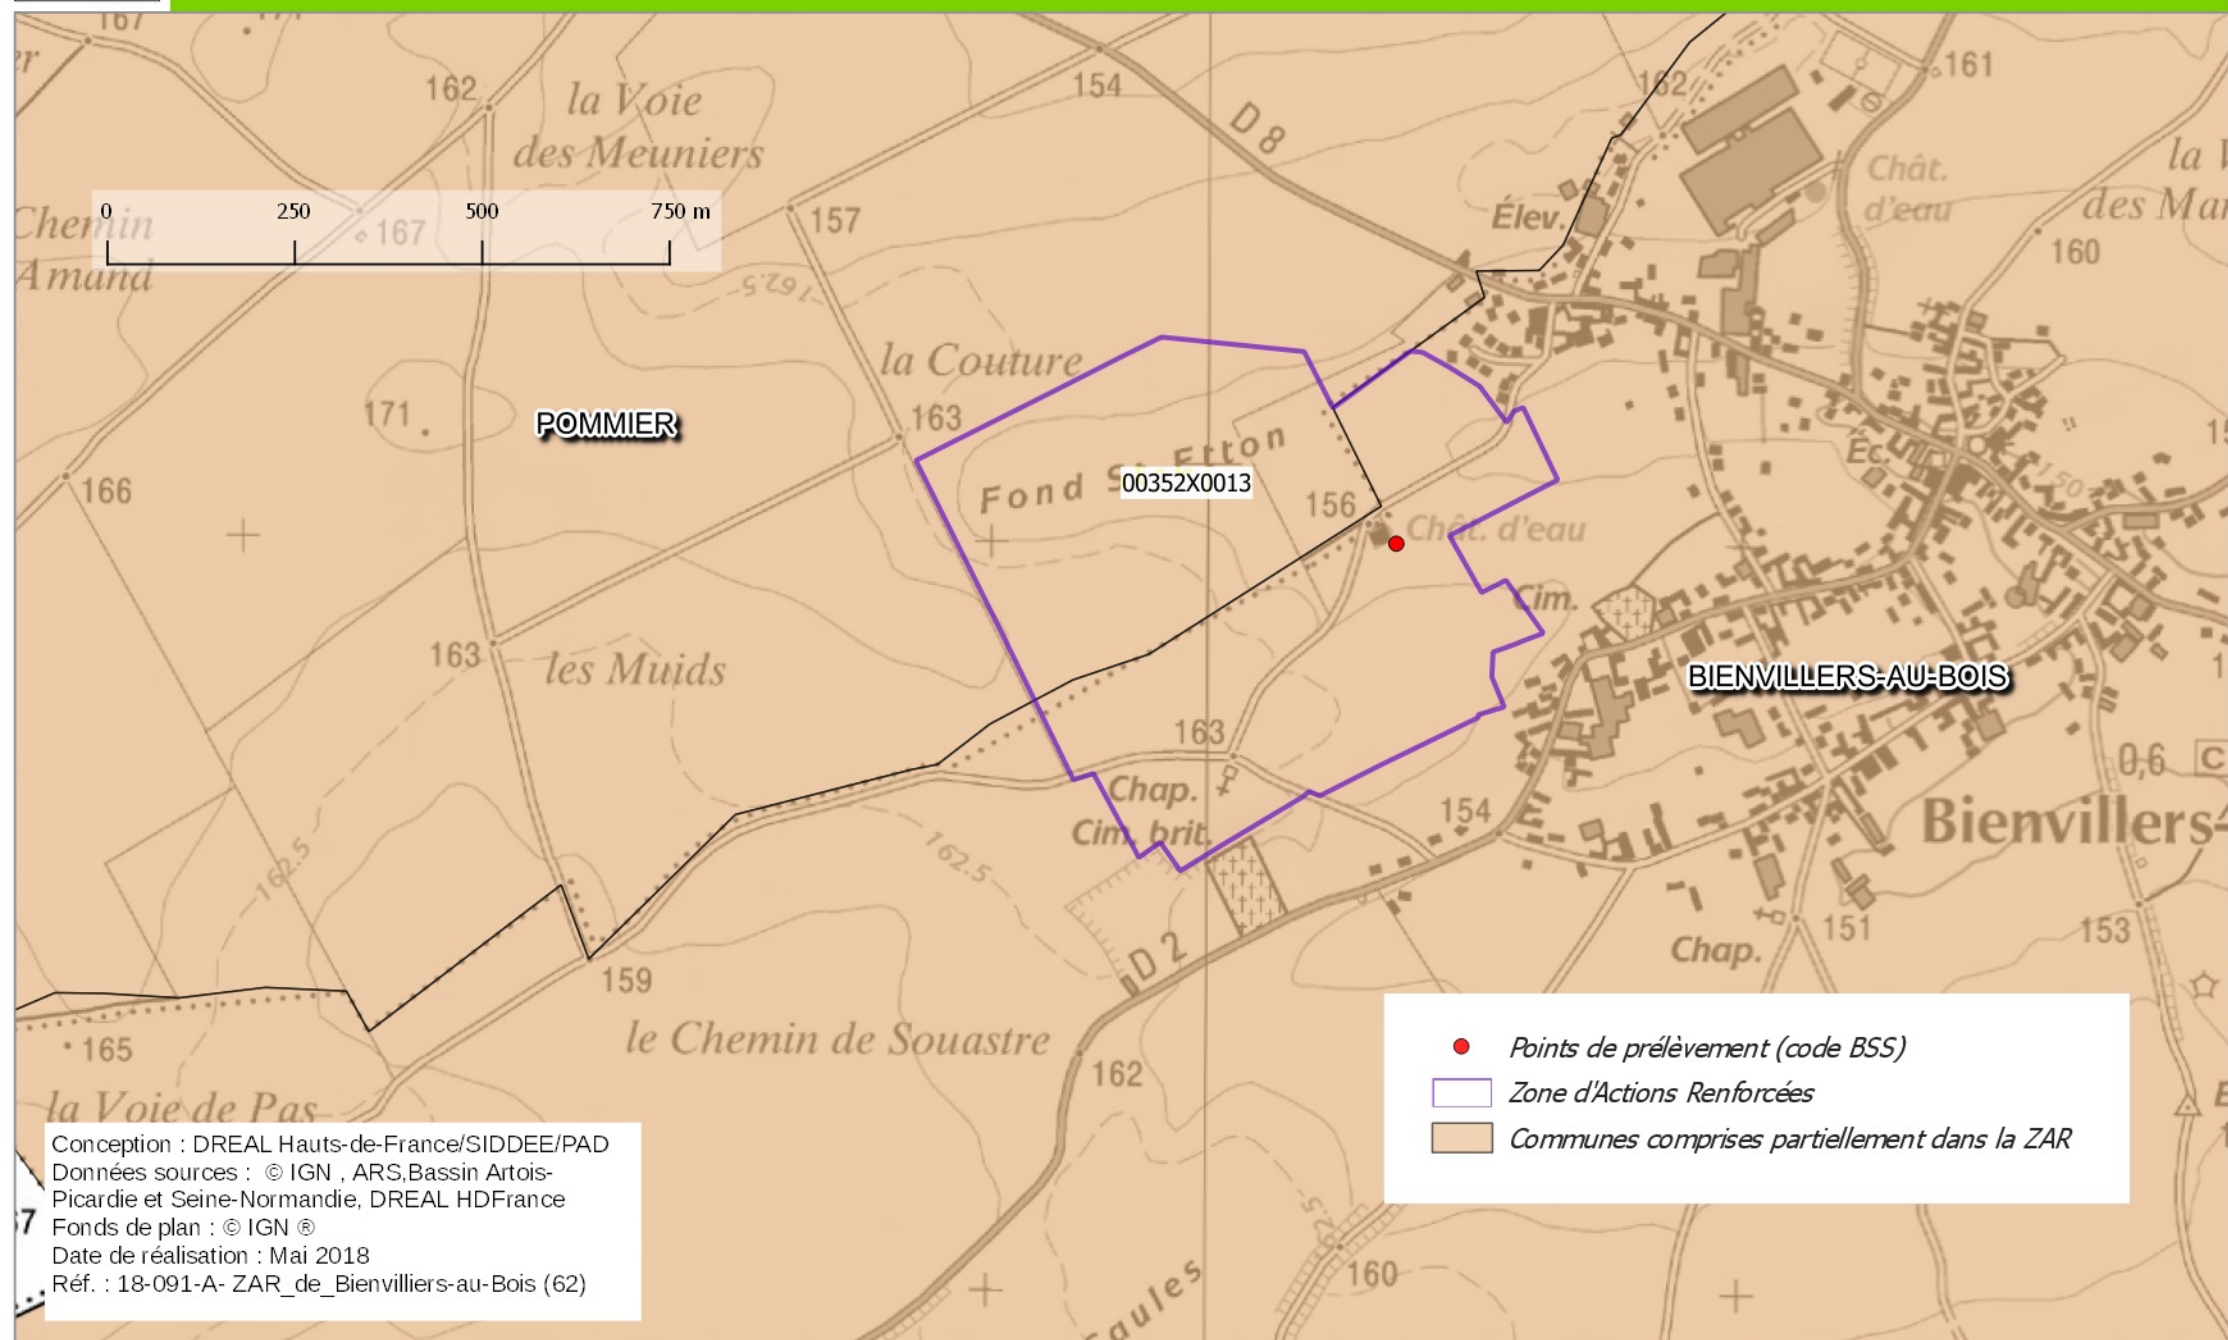 162
154
161
162
la Voie
des Meuniers
D 8
Chât.
d'eau
Élev.
0 250 500 750 m
Chemin
Amand
167
157
160
162.5
la Couture
163
171
POMMIER
166
Fond St Etton
00352X0013
156
Chât. d'eau
Éc.
150
Cim.
163
les Muids
BIENVILLERS-AU-BOIS
163
Chap.
Cim. brit.
154
0,6
C
Bienvillers-
162.5
162.5
151
153
Chap.
D 2
159
le Chemin de Souastre
165
162
la Voie de Pas
160
Points de prélèvement (code BSS)
Zone d'Actions Renforcées
Communes comprises partiellement dans la ZAR
Conception : DREAL Hauts-de-France/SIDDEE/PAD
Données sources : © IGN , ARS,Bassin Artois-
Picardie et Seine-Normandie, DREAL HDFrance
Fonds de plan : © IGN ®
Date de réalisation : Mai 2018
Réf. : 18-091-A- ZAR_de_Bienvilliers-au-Bois (62)